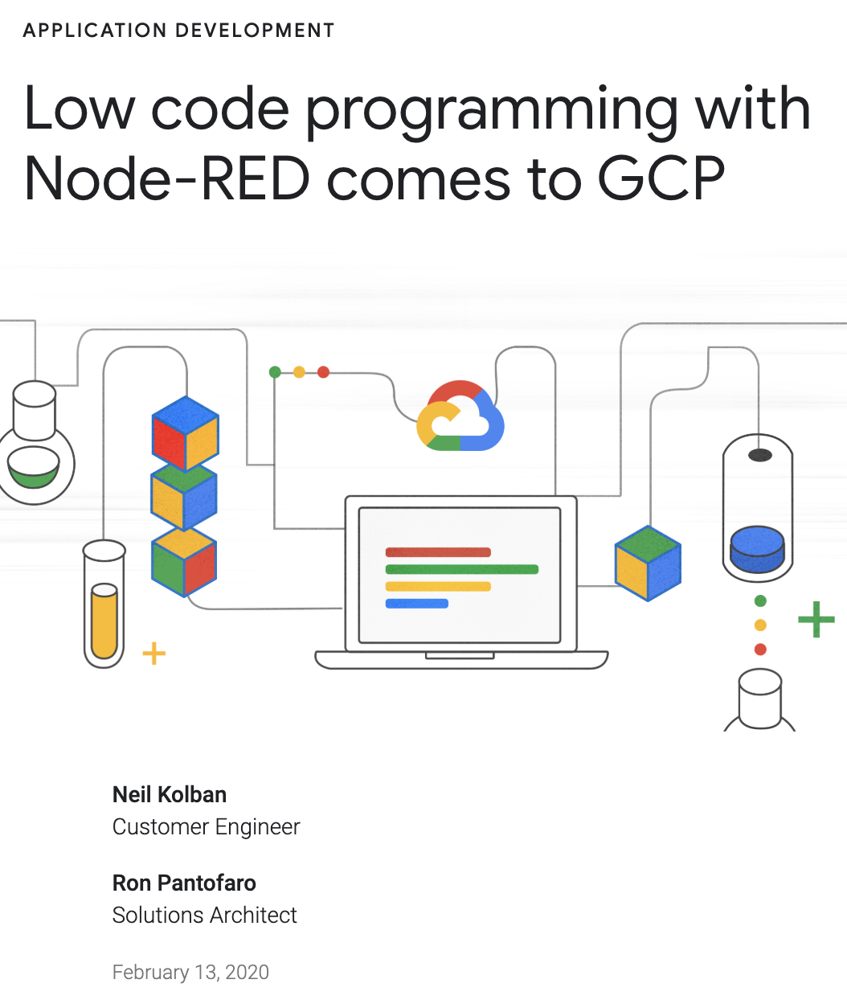 APPLICATION DEVELOPMENT
Low code programming with
Node-RED comes to GCP
Neil Kolban
Customer Engineer
Ron Pantofaro
Solutions Architect
February 13, 2020